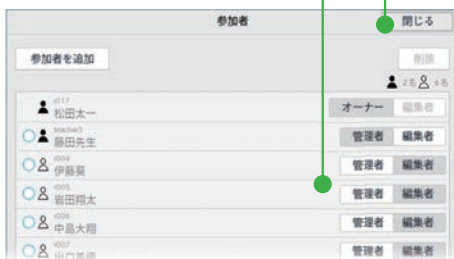 参加者
閉じる
参加者を追加
削除
2名 6名
i017
松田太一
オーナー 編集者
teacher3
藤田先生
管理者 編集者
i004
伊藤葵
管理者 編集者
i005
岩田翔太
管理者 編集者
i006
中島大翔
管理者 編集者
i007
管理者 編集者